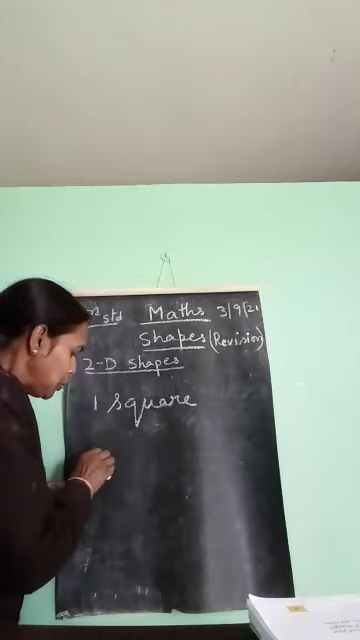 std Maths 3/9/21
Shapes (Revision)
2-D shapes
1 square